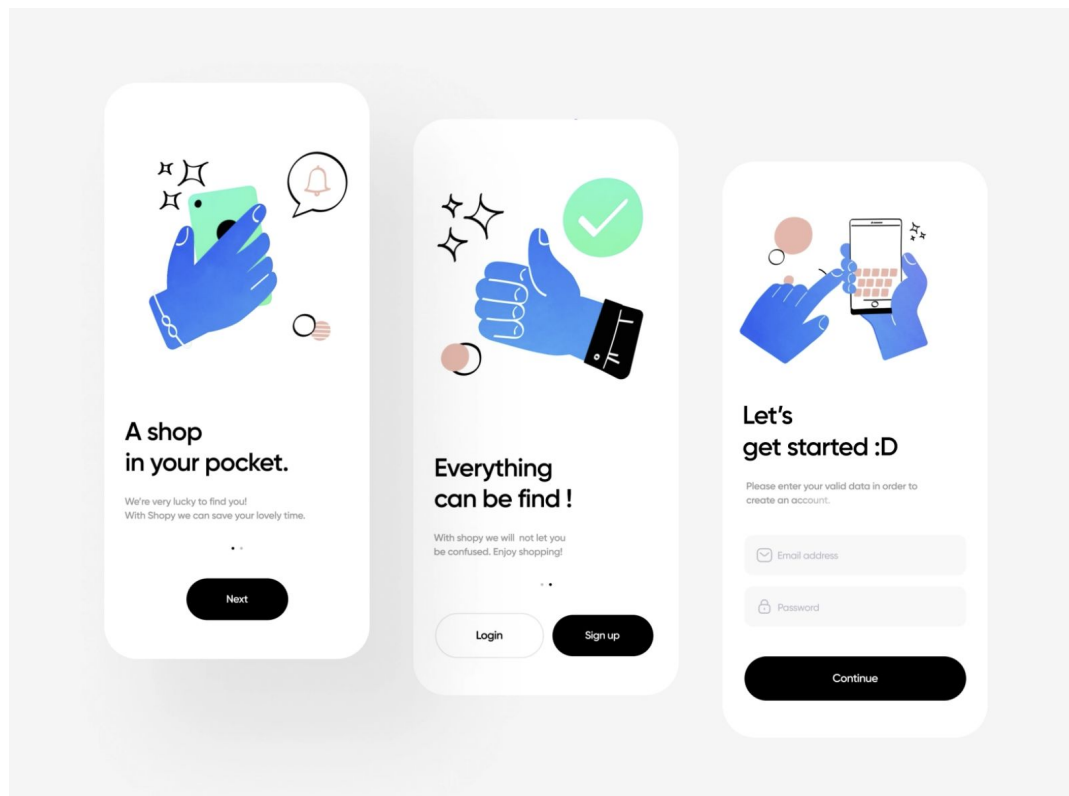 A shop
in your pocket.
We're very lucky to find you!
With Shopy we can save your lovely time.
Next
Everything
can be find !
With shopy we will not let you
be confused. Enjoy shopping!
Login
Sign up
Let's
get started :D
Please enter your valid data in order to
create an account.
Email address
Password
Continue